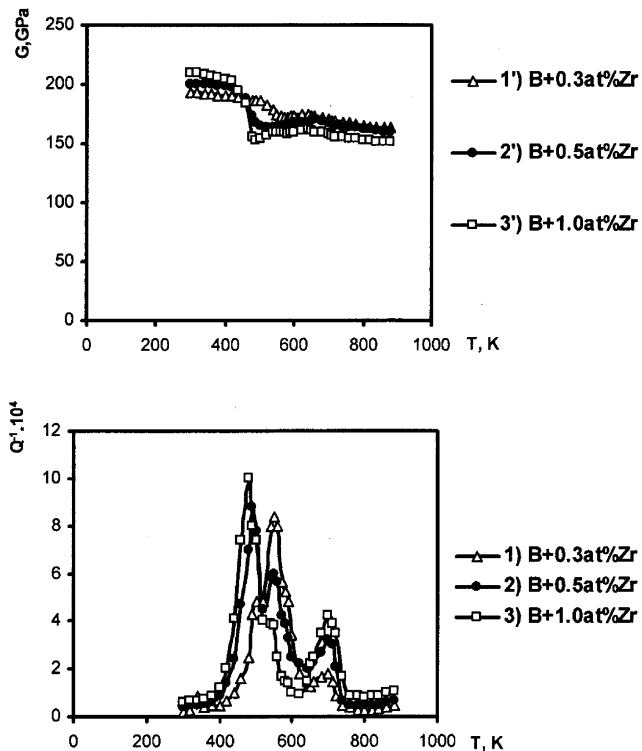 G,GPa
250
200
150
100
50
0
0 200 400 600 800 1000 T, K
1') B+0.3at%Zr
2') B+0.5at%Zr
3') B+1.0at%Zr
Q⁻¹·10⁴
12
10
8
6
4
2
0
0 200 400 600 800 1000
T, K
1) B+0.3at%Zr
2) B+0.5at%Zr
3) B+1.0at%Zr